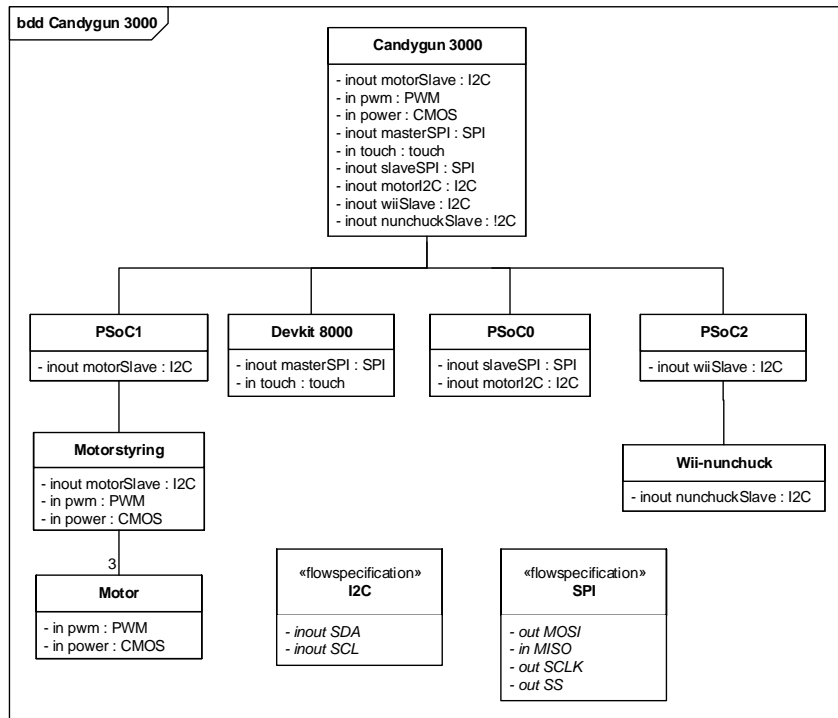 bdd Candygun 3000
Candygun 3000
- inout motorSlave : I2C
- in pwm : PWM
- in power : CMOS
- inout masterSPI : SPI
- in touch : touch
- inout slaveSPI : SPI
- inout motorI2C : I2C
- inout wiiSlave : I2C
- inout nunchuckSlave : !2C
PSoC1
- inout motorSlave : I2C
Devkit 8000
- inout masterSPI : SPI
- in touch : touch
PSoC0
- inout slaveSPI : SPI
- inout motorI2C : I2C
PSoC2
- inout wiiSlave : I2C
Motorstyring
- inout motorSlave : I2C
- in pwm : PWM
- in power : CMOS
Wii-nunchuck
- inout nunchuckSlave : I2C
3
Motor
- in pwm : PWM
- in power : CMOS
«flowspecification»
I2C
- inout SDA
- inout SCL
«flowspecification»
SPI
- out MOSI
- in MISO
- out SCLK
- out SS